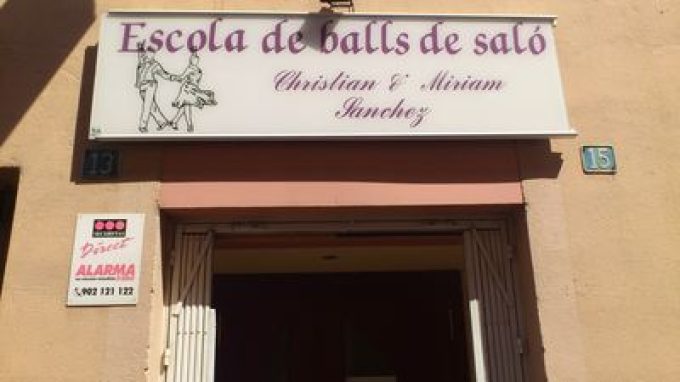 Escola de balls de saló
Christian & Miriam
Sanchez
13
15
Direct
ALARMA
902 121 122